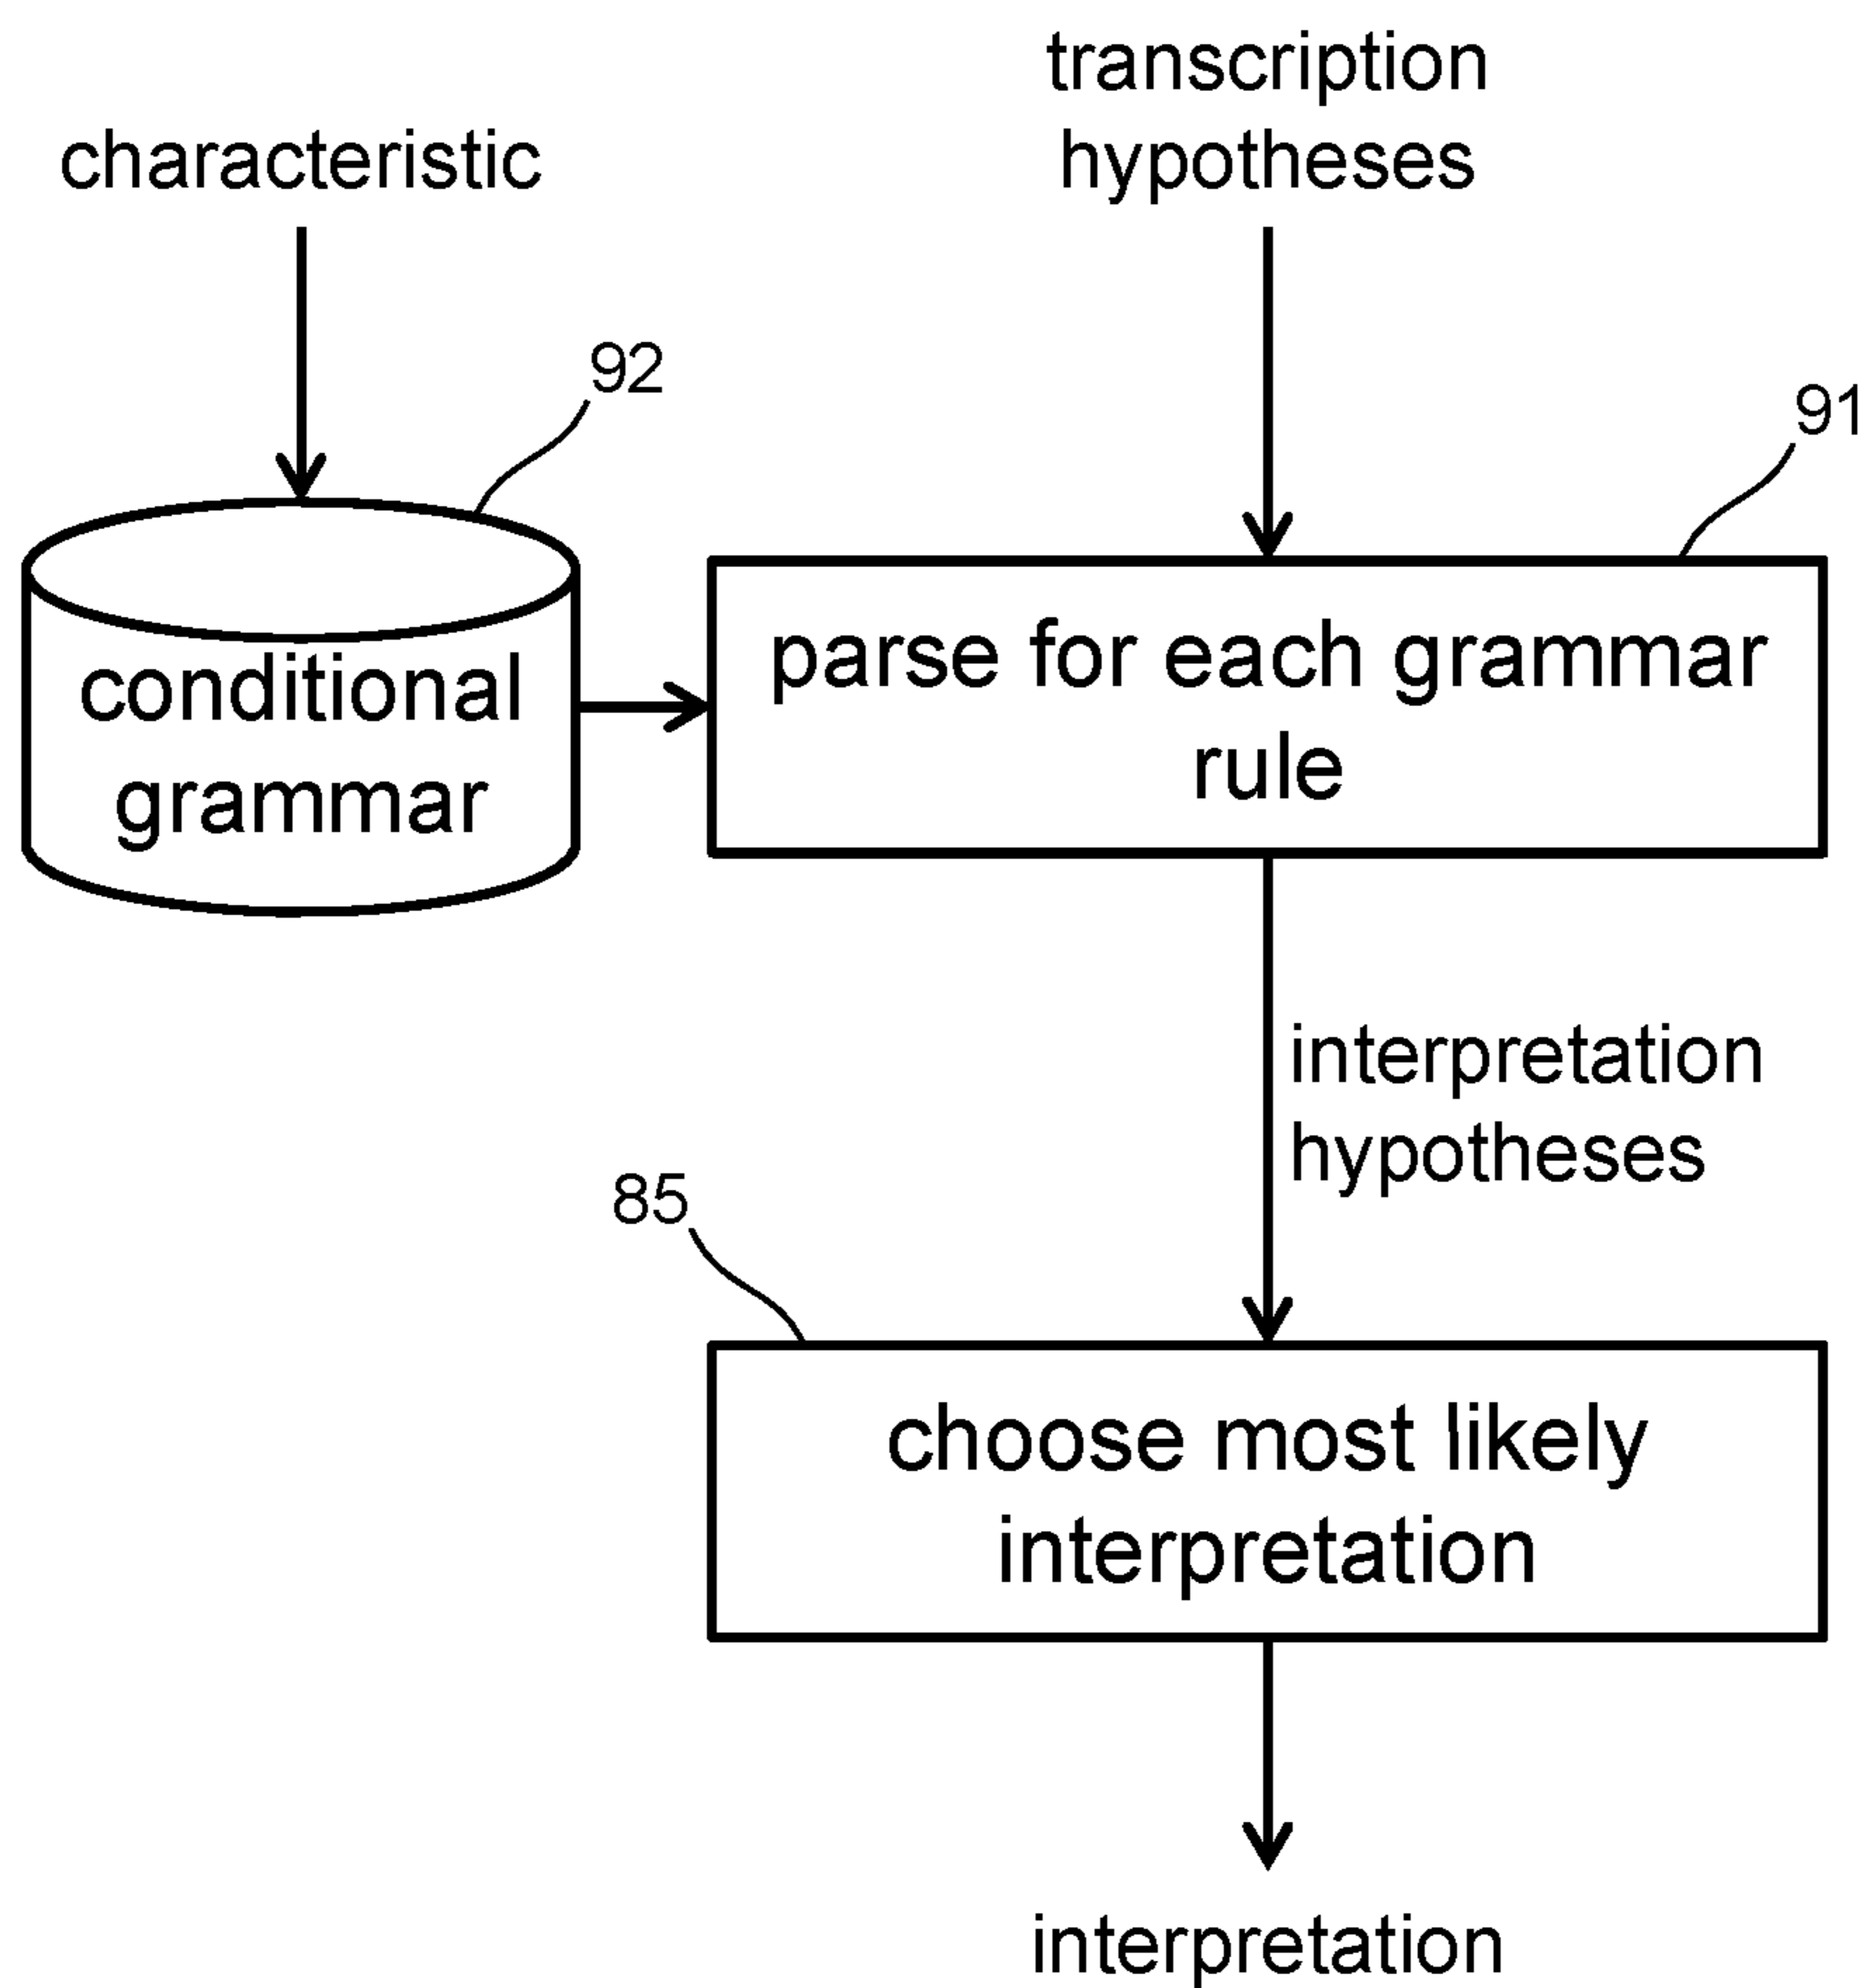 transcription
hypotheses
characteristic
92
91
conditional
grammar
parse for each grammar
rule
interpretation
hypotheses
85
choose most likely
interpretation
interpretation